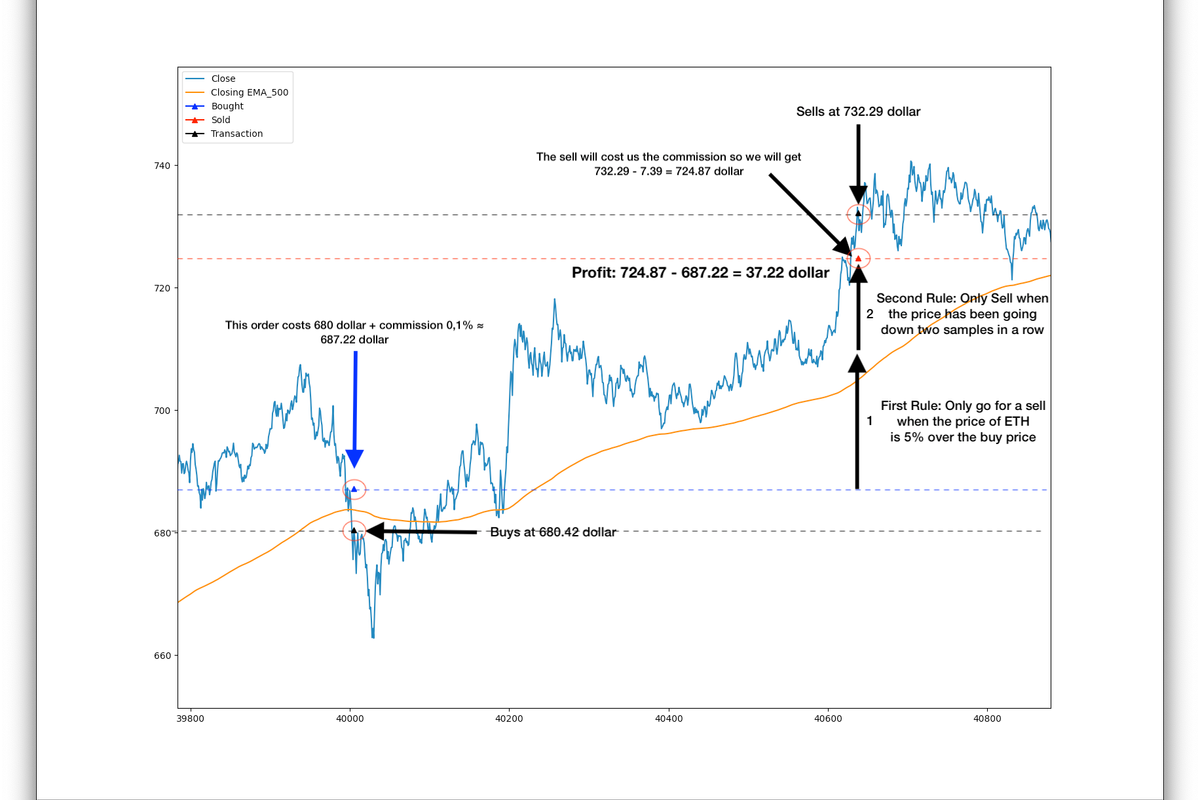 Close
Closing EMA_500
Bought
Sold
Transaction
Sells at 732.29 dollar
The sell will cost us the commission so we will get
732.29 - 7.39 = 724.87 dollar
Profit: 724.87 - 687.22 = 37.22 dollar
This order costs 680 dollar + commission 0,1% ≈
687.22 dollar
Second Rule: Only Sell when
2 the price has been going
down two samples in a row
First Rule: Only go for a sell
1 when the price of ETH
is 5% over the buy price
Buys at 680.42 dollar
740
720
700
680
660
39800 40000 40200 40400 40600 40800